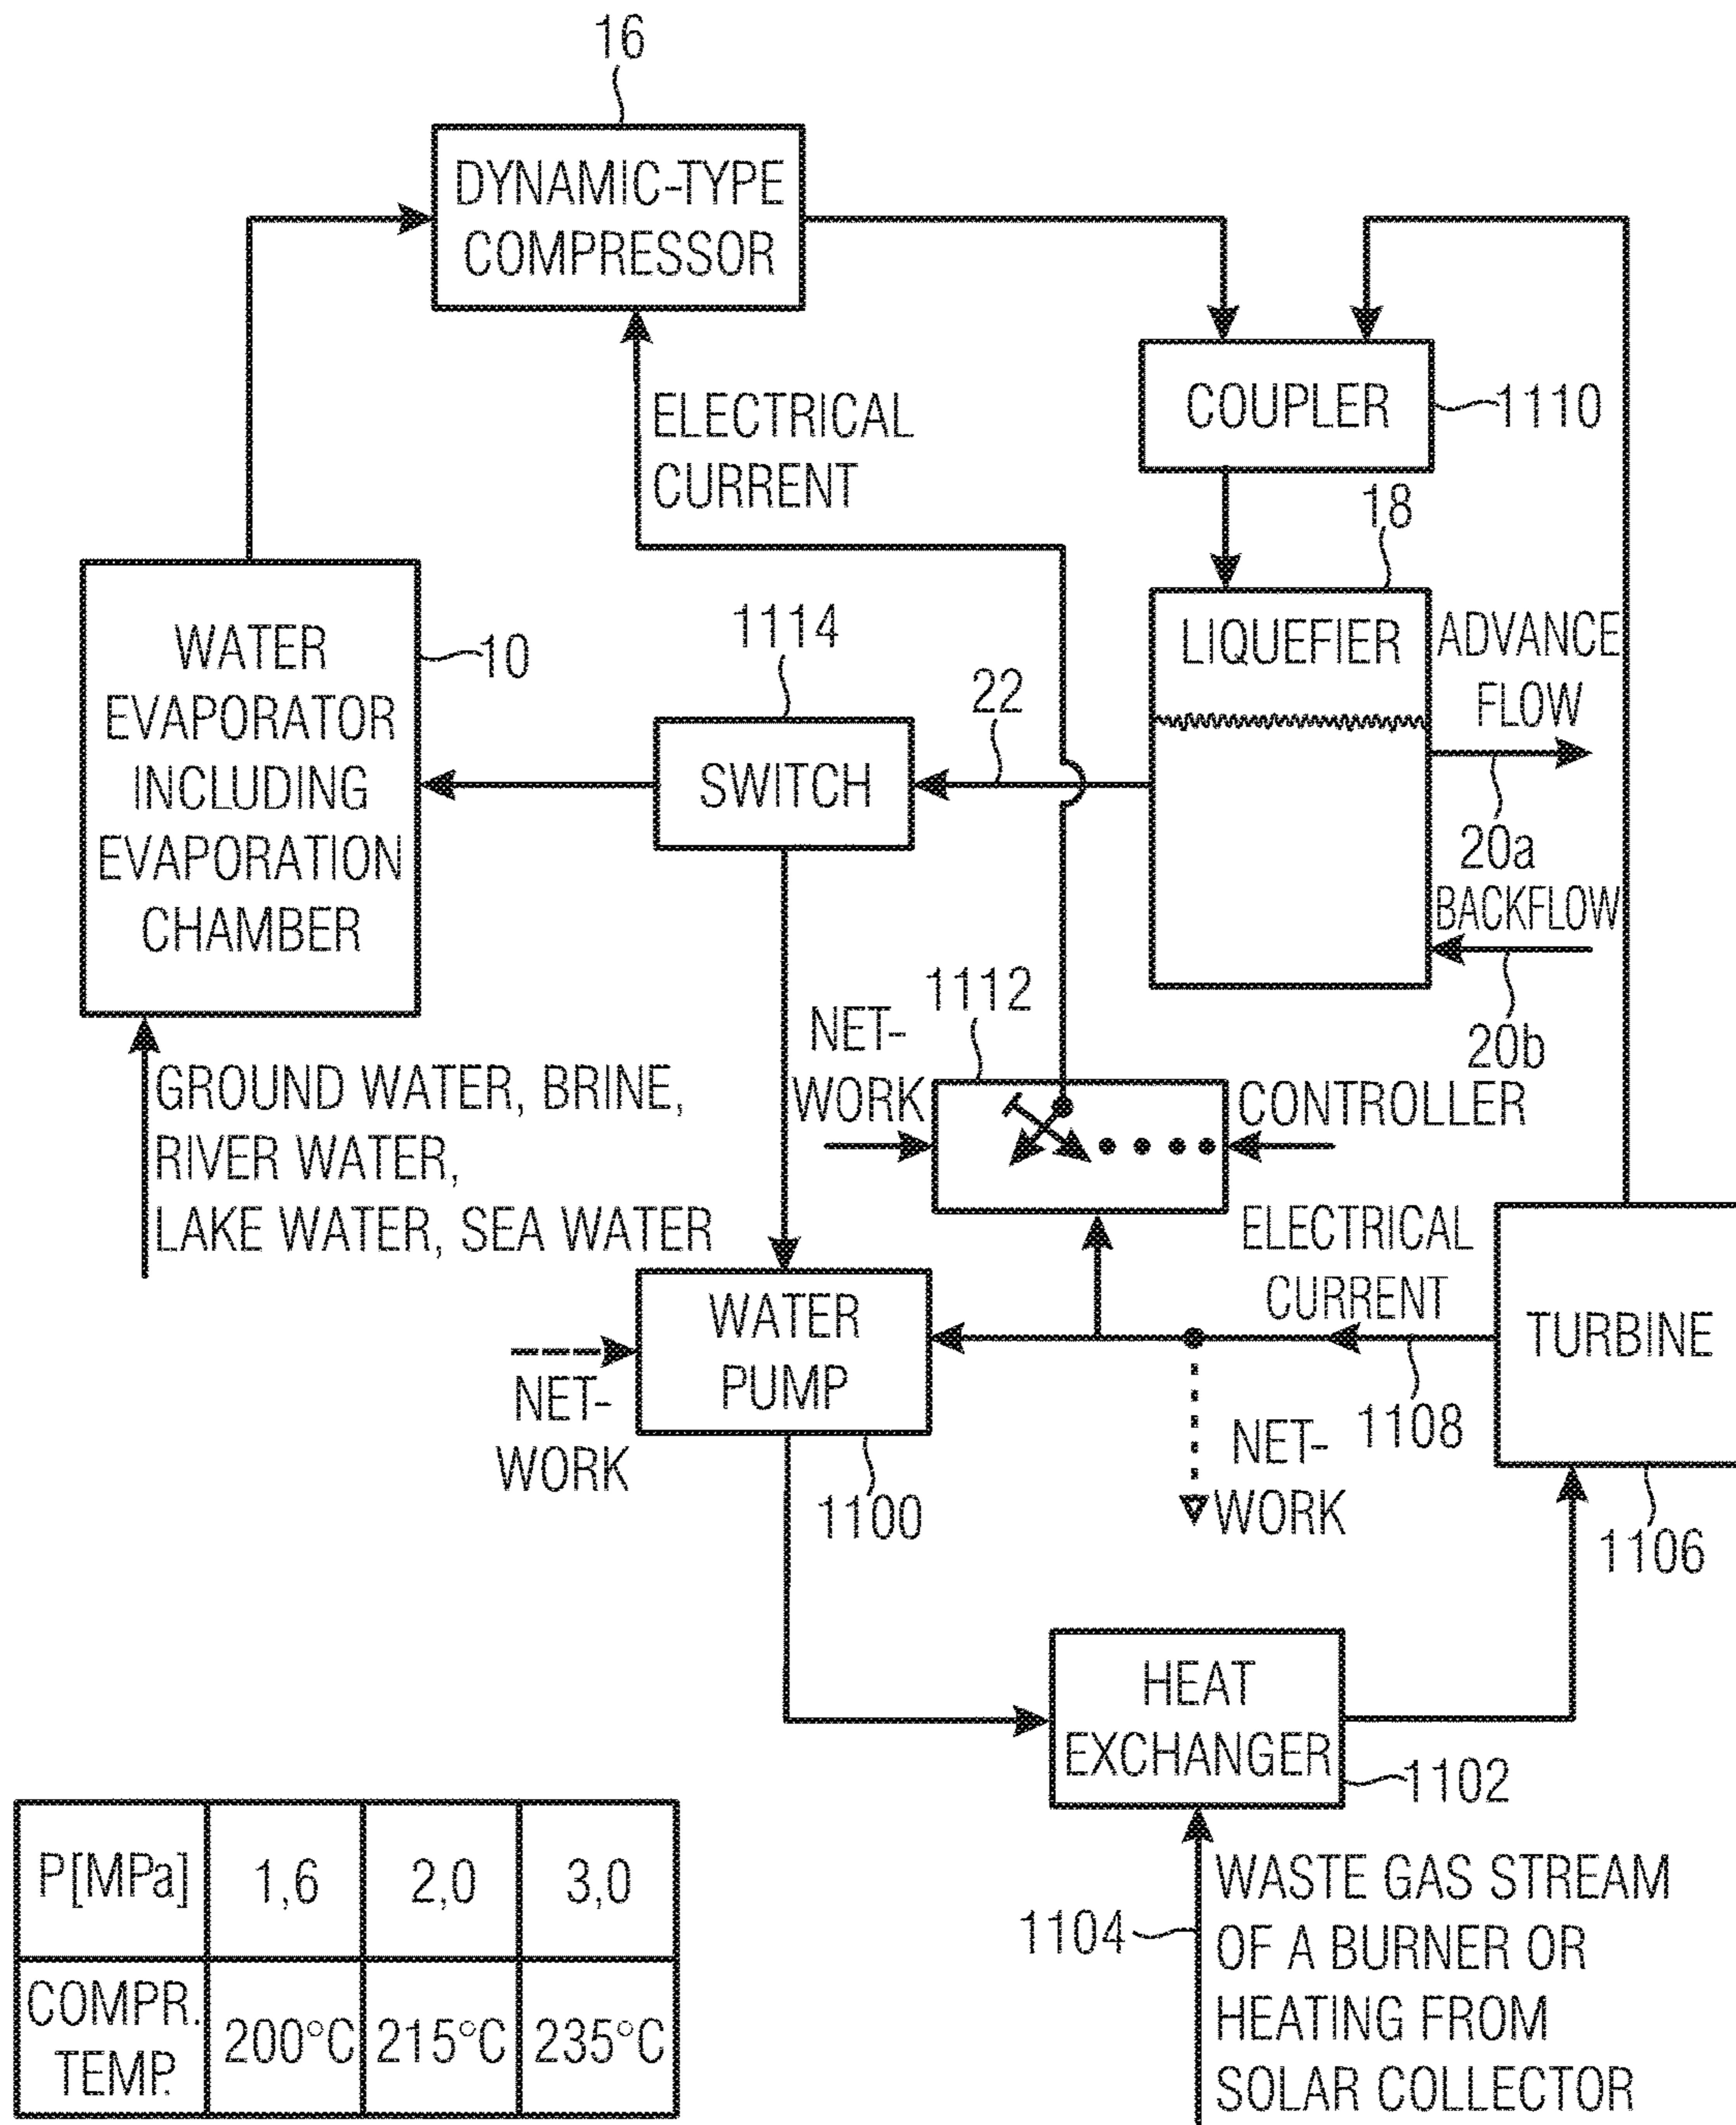 16
DYNAMIC-TYPE
COMPRESSOR
ELECTRICAL
CURRENT
COUPLER
1110
18
LIQUEFIER
ADVANCE
FLOW
20a
BACKFLOW
20b
WATER
EVAPORATOR
INCLUDING
EVAPORATION
CHAMBER
10
1114
SWITCH
22
GROUND WATER, BRINE,
RIVER WATER,
LAKE WATER, SEA WATER
1112
NET-
WORK
CONTROLLER
ELECTRICAL
CURRENT
1108
TURBINE
1106
WATER
PUMP
1100
NET-
WORK
NET-
WORK
HEAT
EXCHANGER
1102
1104
WASTE GAS STREAM
OF A BURNER OR
HEATING FROM
SOLAR COLLECTOR
P[MPa] 1,6 2,0 3,0
COMPR.
TEMP. 200°C 215°C 235°C